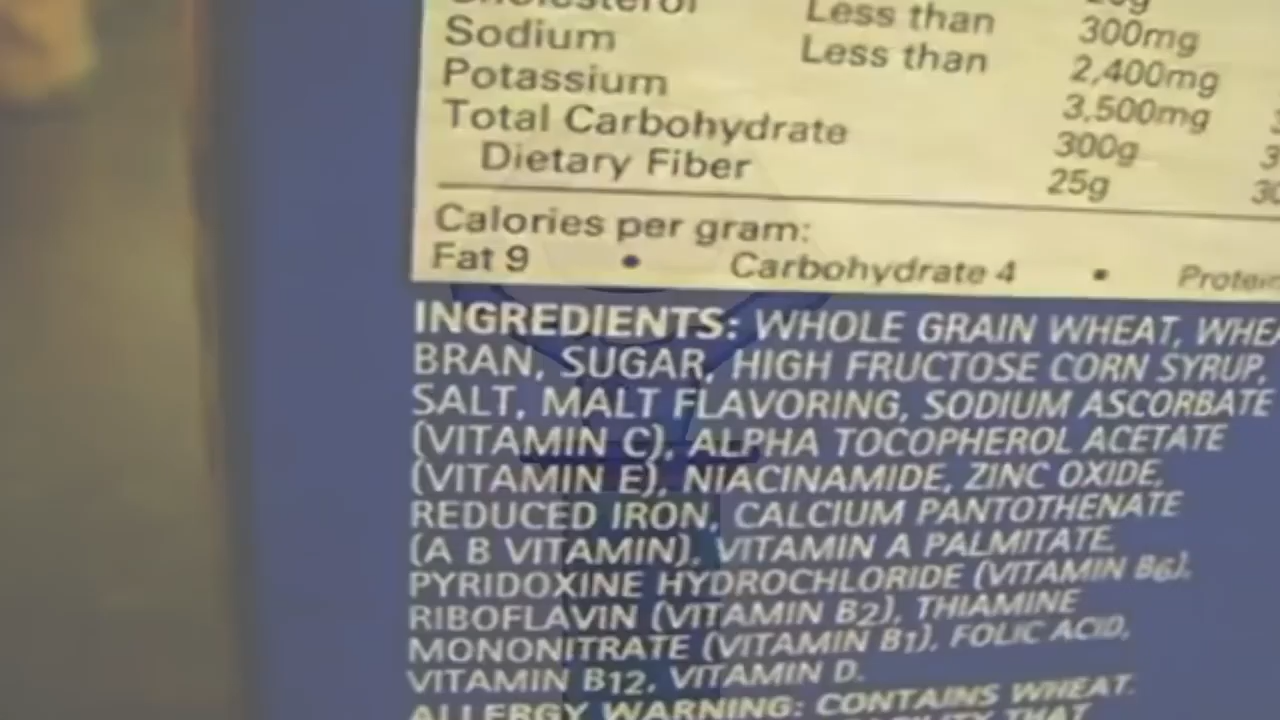 Less than 300mg
Sodium Less than 2,400mg
Potassium 3,500mg
Total Carbohydrate 300g
Dietary Fiber 25g
Calories per gram:
Fat 9 • Carbohydrate 4 • Protein
INGREDIENTS: WHOLE GRAIN WHEAT, WHEA
BRAN, SUGAR, HIGH FRUCTOSE CORN SYRUP,
SALT, MALT FLAVORING, SODIUM ASCORBATE
(VITAMIN C), ALPHA TOCOPHEROL ACETATE
(VITAMIN E), NIACINAMIDE, ZINC OXIDE,
REDUCED IRON, CALCIUM PANTOTHENATE
(A B VITAMIN), VITAMIN A PALMITATE,
PYRIDOXINE HYDROCHLORIDE (VITAMIN B6),
RIBOFLAVIN (VITAMIN B2), THIAMINE
MONONITRATE (VITAMIN B1), FOLIC ACID,
VITAMIN B12, VITAMIN D.
ALLERGY WARNING: CONTAINS WHEAT.
THAT